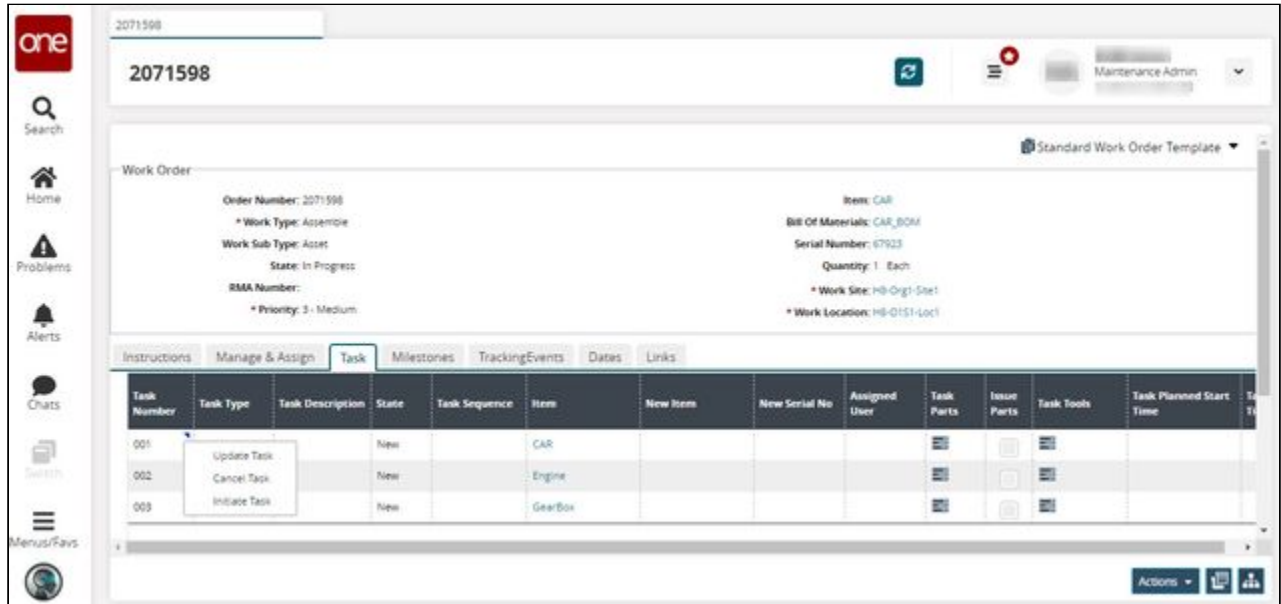 one
2071598
2071598
Maintenance Admin
Search
Home
Problems
Alerts
Chats
Switch
Menus/Favs
Standard Work Order Template
Work Order
Order Number: 2071598
* Work Type: Assemble
Work Sub Type: Asset
State: In Progress
RMA Number:
* Priority: 3 - Medium
Item: CAR
Bill Of Materials: CAR_BOM
Serial Number: 67923
Quantity: 1 Each
* Work Site: H8-Org1-Site1
* Work Location: H8-O1S1-Loc1
Instructions Manage & Assign Task Milestones TrackingEvents Dates Links
Task Number Task Type Task Description State Task Sequence Item New Item New Serial No Assigned User Task Parts Issue Parts Task Tools Task Planned Start Time
001 New CAR
002 New Engine
003 New GearBox
Update Task
Cancel Task
Initiate Task
Actions